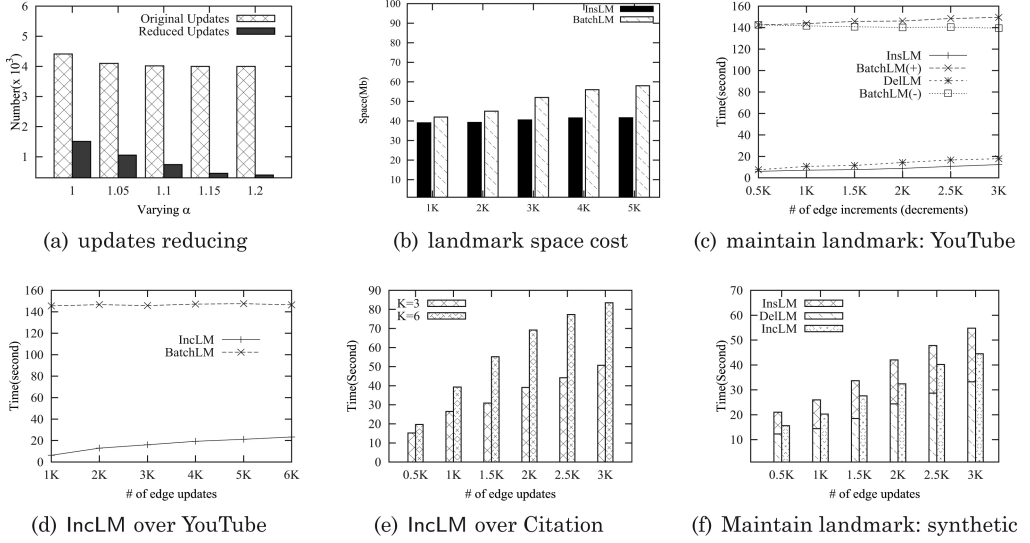 6
5
4
3
2
1
Number(x 10³)
Original Updates
Reduced Updates
1 1.05 1.1 1.15 1.2
Varying α
(a) updates reducing
100
90
80
70
60
50
40
30
20
10
Space(Mb)
InsLM
BatchLM
1K 2K 3K 4K 5K
(b) landmark space cost
160
140
120
100
80
60
40
20
0
Time(second)
InsLM
BatchLM(+)
DelLM
BatchLM(-)
0.5K 1K 1.5K 2K 2.5K 3K
# of edge increments (decrements)
(c) maintain landmark: YouTube
160
140
120
100
80
60
40
20
0
Time(second)
IncLM
BatchLM
1K 2K 3K 4K 5K 6K
# of edge updates
(d) IncLM over YouTube
90
80
70
60
50
40
30
20
10
0
Time(Second)
K=3
K=6
0.5K 1K 1.5K 2K 2.5K 3K
# of edge updates
(e) IncLM over Citation
70
60
50
40
30
20
10
Time(Second)
InsLM
DelLM
IncLM
0.5K 1K 1.5K 2K 2.5K 3K
# of edge updates
(f) Maintain landmark: synthetic